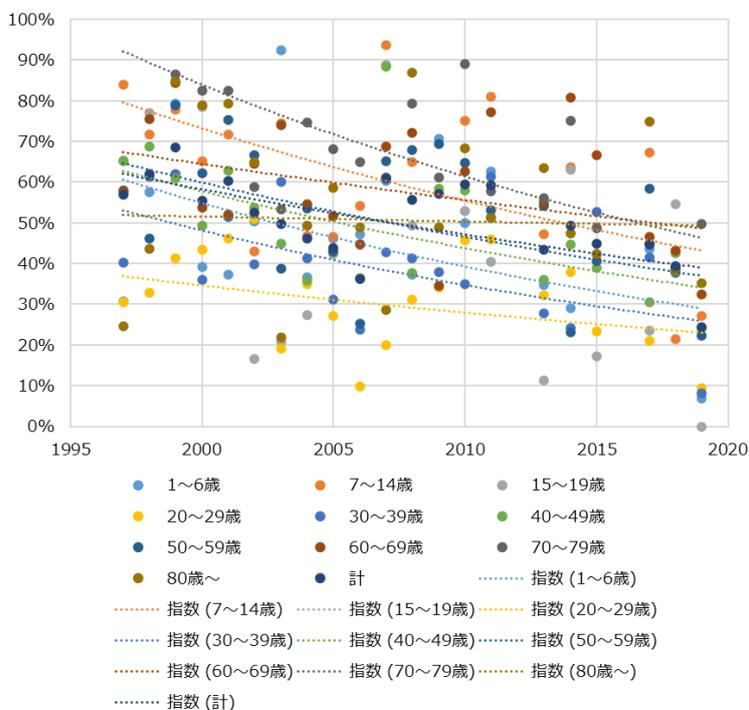 100%
90%
80%
70%
60%
50%
40%
30%
20%
10%
0%
1995 2000 2005 2010 2015 2020
1～6歳 7～14歳 15～19歳
20～29歳 30～39歳 40～49歳
50～59歳 60～69歳 70～79歳
80歳～ 計 指数 (1～6歳)
指数 (7～14歳) 指数 (15～19歳) 指数 (20～29歳)
指数 (30～39歳) 指数 (40～49歳) 指数 (50～59歳)
指数 (60～69歳) 指数 (70～79歳) 指数 (80歳～)
指数 (計)